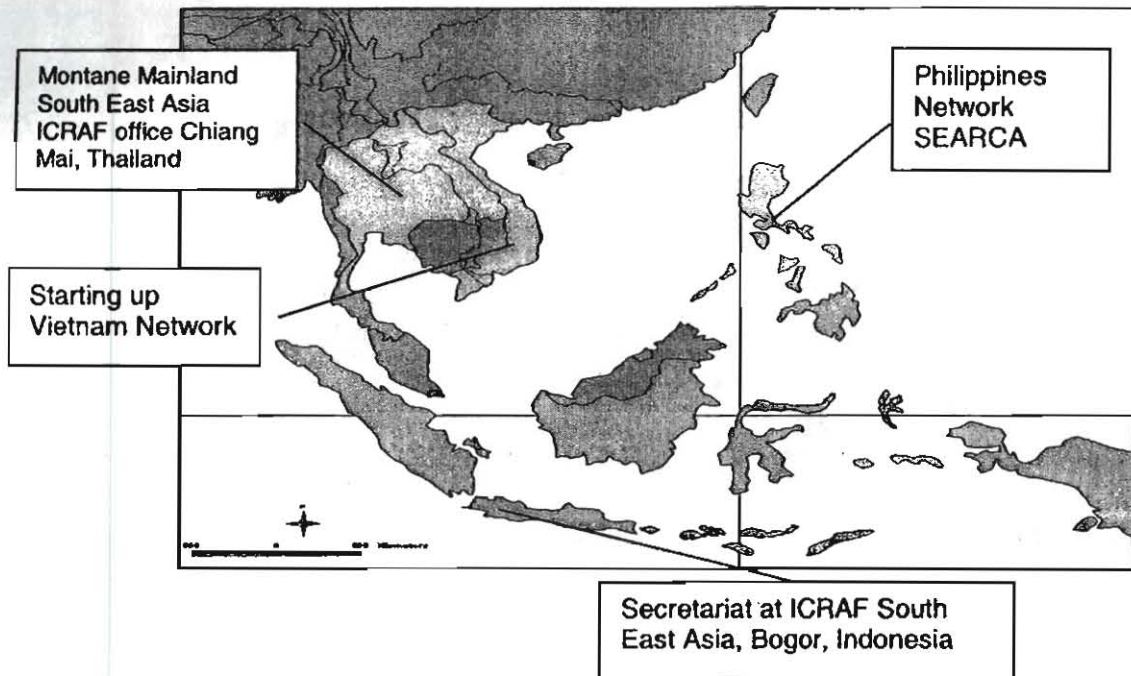 Montane Mainland
South East Asia
ICRAF office Chiang
Mai, Thailand
Philippines
Network
SEARCA
Starting up
Vietnam Network
Secretariat at ICRAF South
East Asia, Bogor, Indonesia